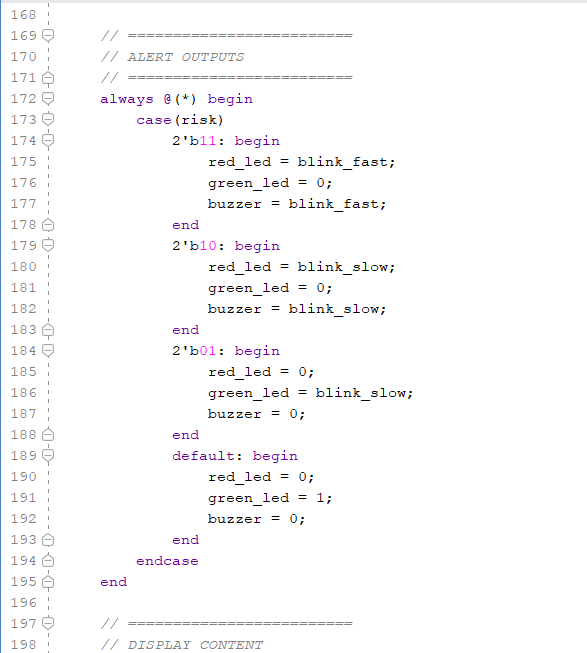 168
169 // =========================
170 // ALERT OUTPUTS
171 // =========================
172 always @(*) begin
173     case(risk)
174         2'b11: begin
175             red_led = blink_fast;
176             green_led = 0;
177             buzzer = blink_fast;
178         end
179         2'b10: begin
180             red_led = blink_slow;
181             green_led = 0;
182             buzzer = blink_slow;
183         end
184         2'b01: begin
185             red_led = 0;
186             green_led = blink_slow;
187             buzzer = 0;
188         end
189         default: begin
190             red_led = 0;
191             green_led = 1;
192             buzzer = 0;
193         end
194     endcase
195 end
196
197 // =========================
198 // DISPLAY CONTENT